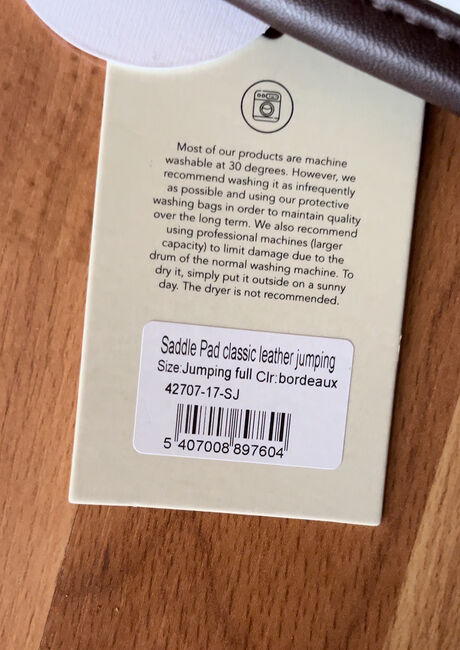 Most of our products are machine
washable at 30 degrees. However, we
recommend washing it as infrequently
as possible and using our protective
washing bags in order to maintain quality
over the long term. We also recommend
using professional machines (larger
capacity) to limit damage due to the
drum of the normal washing machine. To
dry it, simply put it outside on a sunny
day. The dryer is not recommended.
Saddle Pad classic leather jumping
Size:Jumping full Clr:bordeaux
42707-17-SJ
5 407008 897604